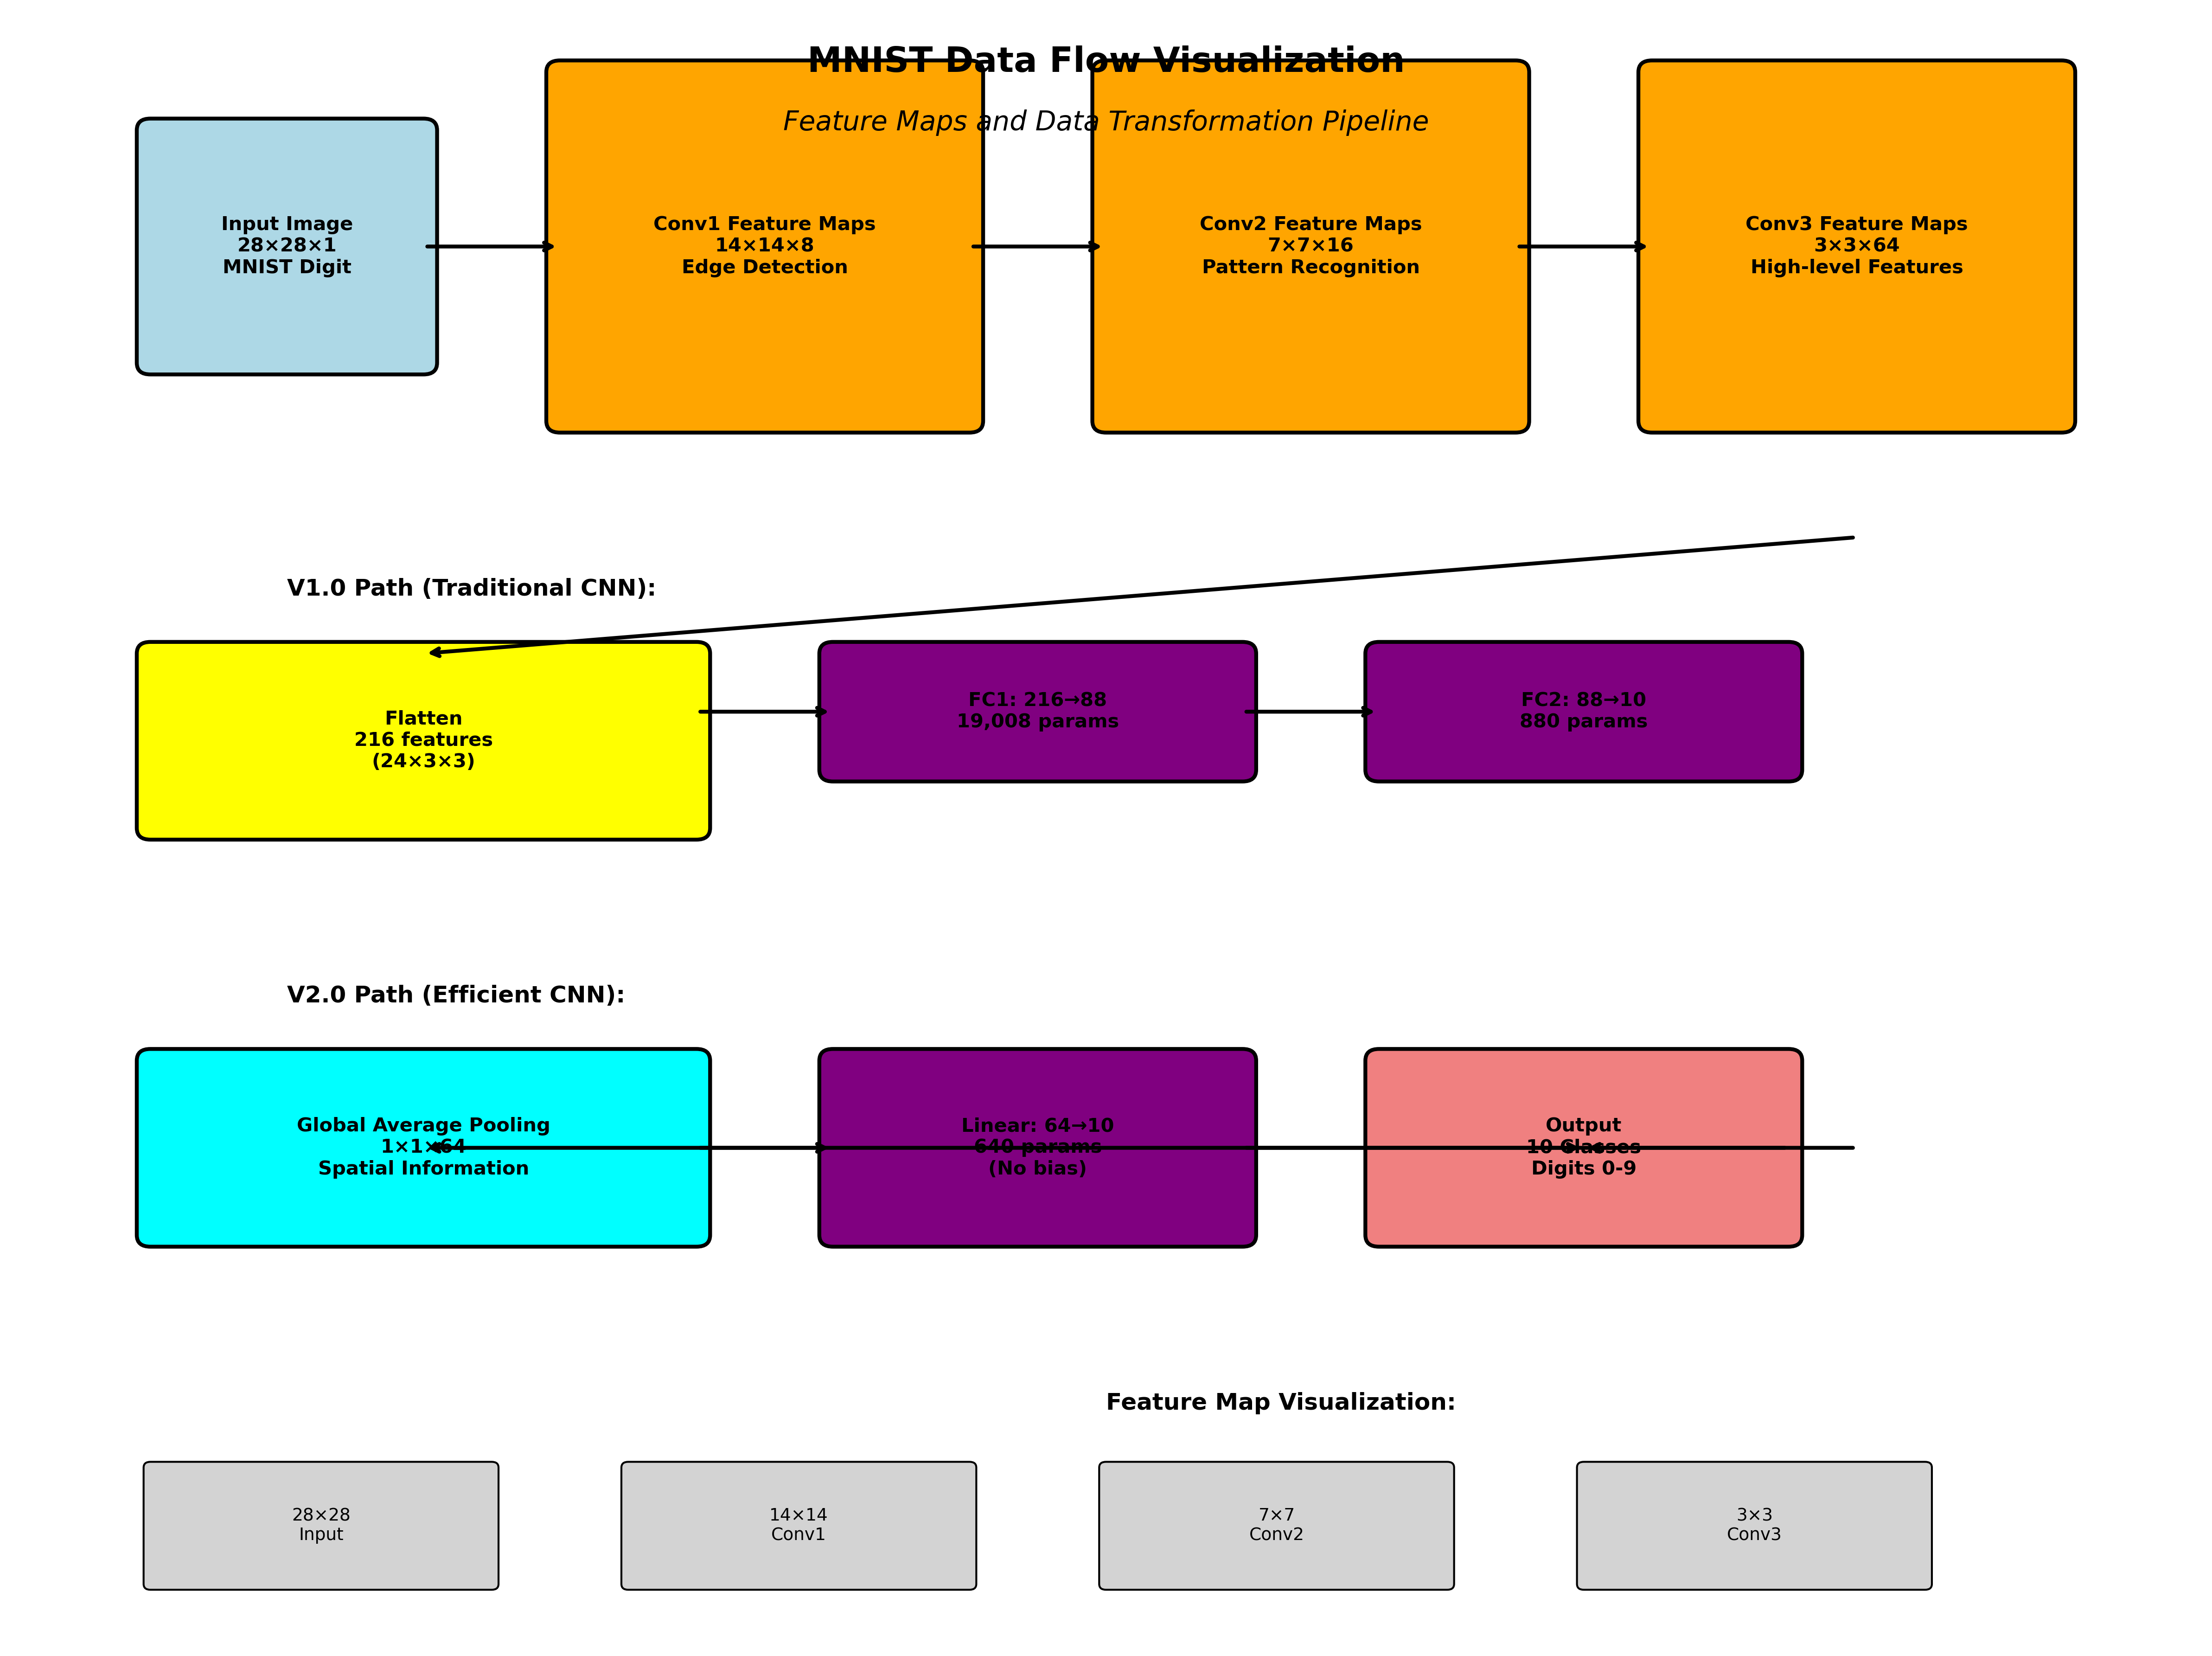 MNIST Data Flow Visualization
Feature Maps and Data Transformation Pipeline
Input Image
28×28×1
MNIST Digit
Conv1 Feature Maps
14×14×8
Edge Detection
Conv2 Feature Maps
7×7×16
Pattern Recognition
Conv3 Feature Maps
3×3×64
High-level Features
V1.0 Path (Traditional CNN):
Flatten
216 features
(24×3×3)
FC1: 216→88
19,008 params
FC2: 88→10
880 params
V2.0 Path (Efficient CNN):
Global Average Pooling
1×1×64
Spatial Information
Linear: 64→10
640 params
(No bias)
Output
10 Classes
Digits 0-9
Feature Map Visualization:
28×28
Input
14×14
Conv1
7×7
Conv2
3×3
Conv3